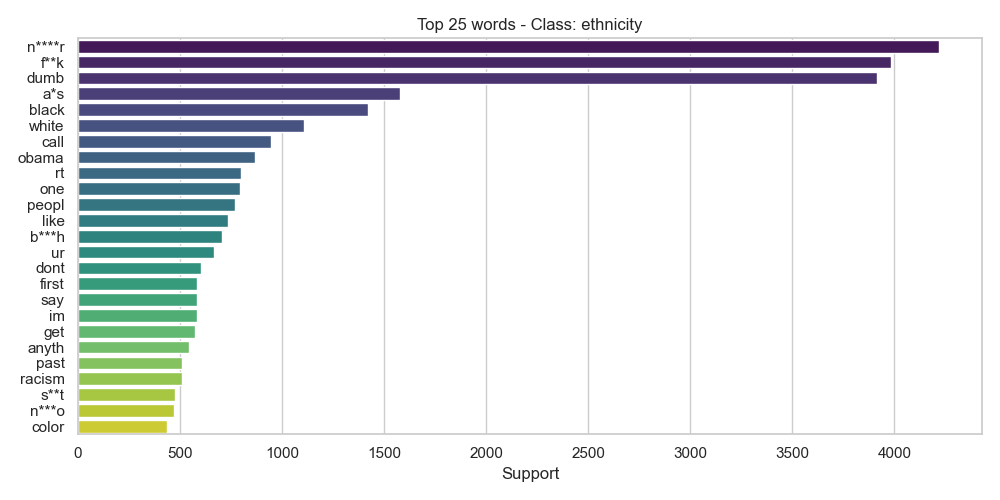 Top 25 words - Class: ethnicity
n****r
f**k
dumb
a*s
black
white
call
obama
rt
one
peopl
like
b***h
ur
dont
first
say
im
get
anyth
past
racism
s**t
n***o
color
0 500 1000 1500 2000 2500 3000 3500 4000
Support